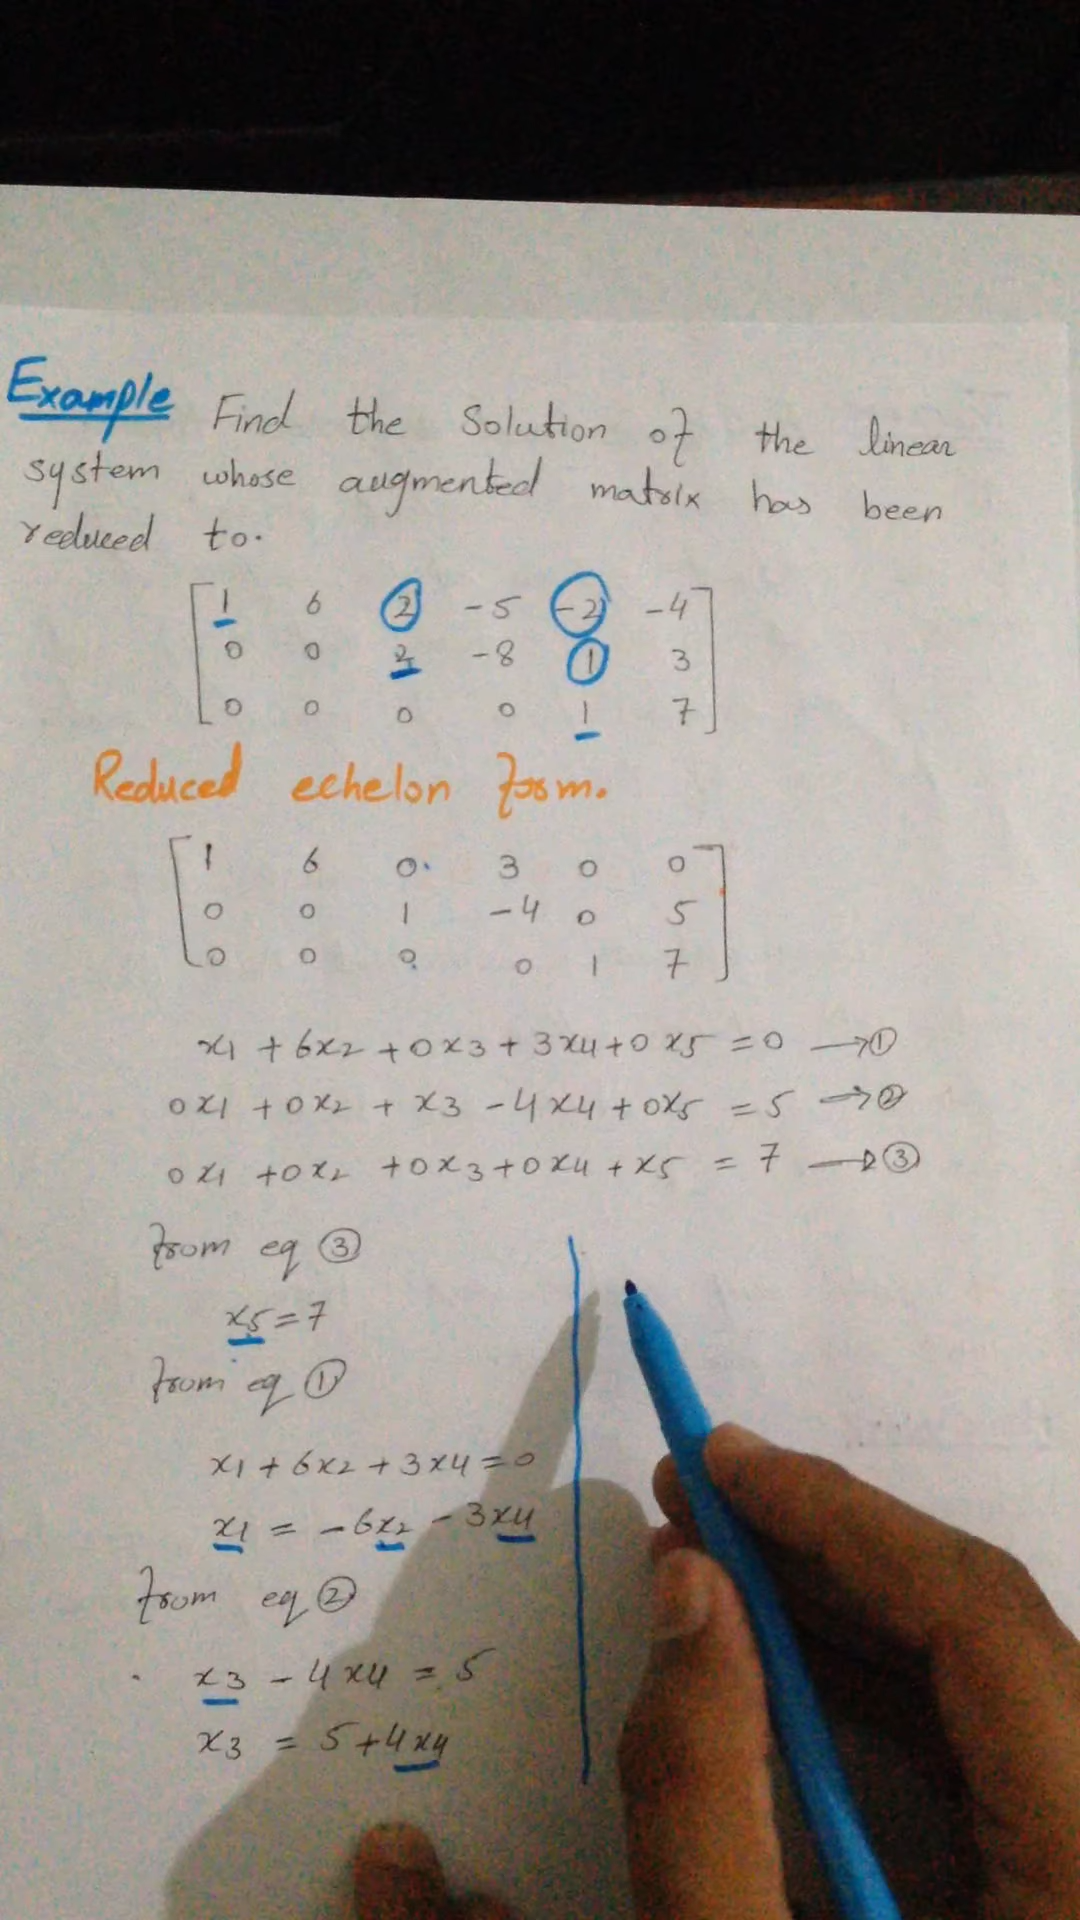 Example Find the Solution of the linear
system whose augmented matrix has been
reduced to.
1 6 2 -5 -2 -4
0 0 2 -8 1 3
0 0 0 0 1 7
Reduced echelon form.
1 6 0 3 0 0
0 0 1 -4 0 5
0 0 0 0 1 7
x1 + 6x2 + 0x3 + 3x4 + 0x5 = 0 → ①
0x1 + 0x2 + x3 - 4x4 + 0x5 = 5 → ②
0x1 + 0x2 + 0x3 + 0x4 + x5 = 7 → ③
from eq ③
x5 = 7
from eq ①
x1 + 6x2 + 3x4 = 0
x1 = -6x2 - 3x4
from eq ②
x3 - 4x4 = 5
x3 = 5 + 4x4